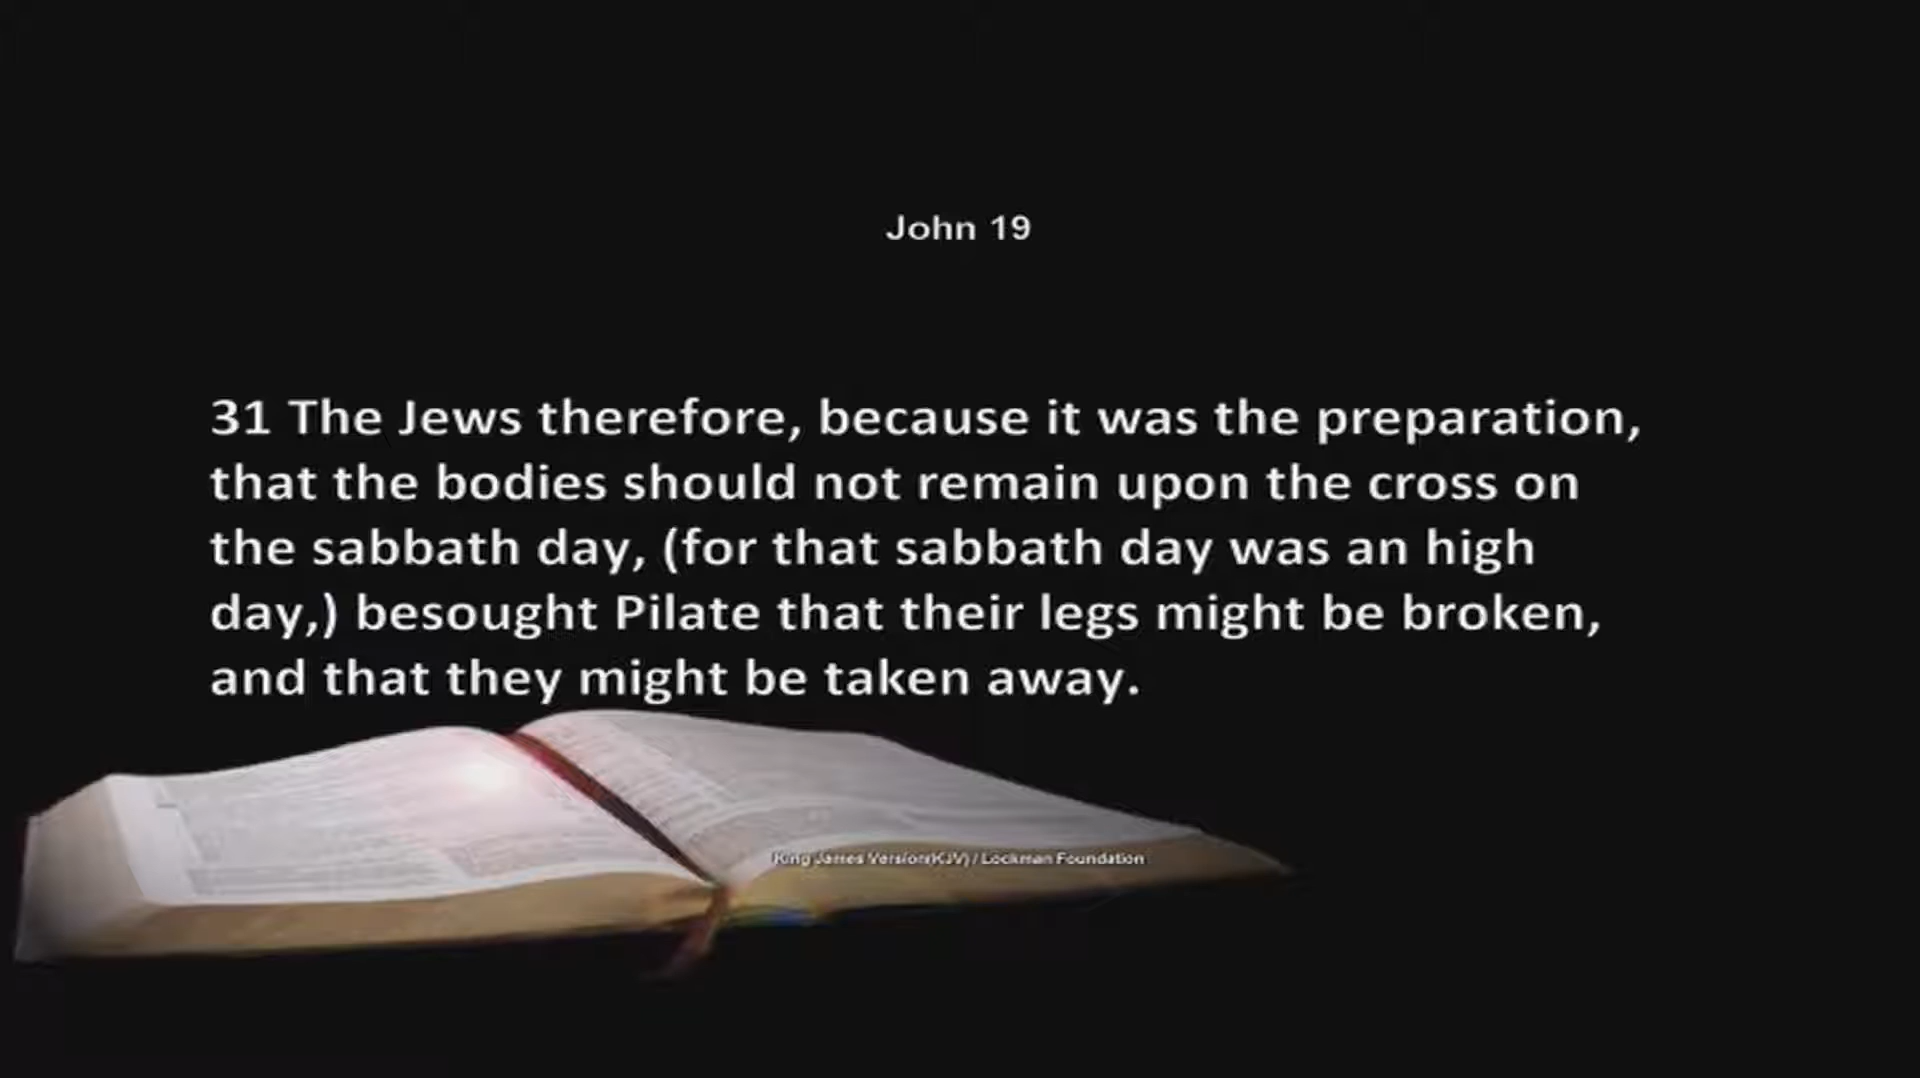 John 19
31 The Jews therefore, because it was the preparation,
that the bodies should not remain upon the cross on
the sabbath day, (for that sabbath day was an high
day,) besought Pilate that their legs might be broken,
and that they might be taken away.
King James Version(KJV) / Lockman Foundation